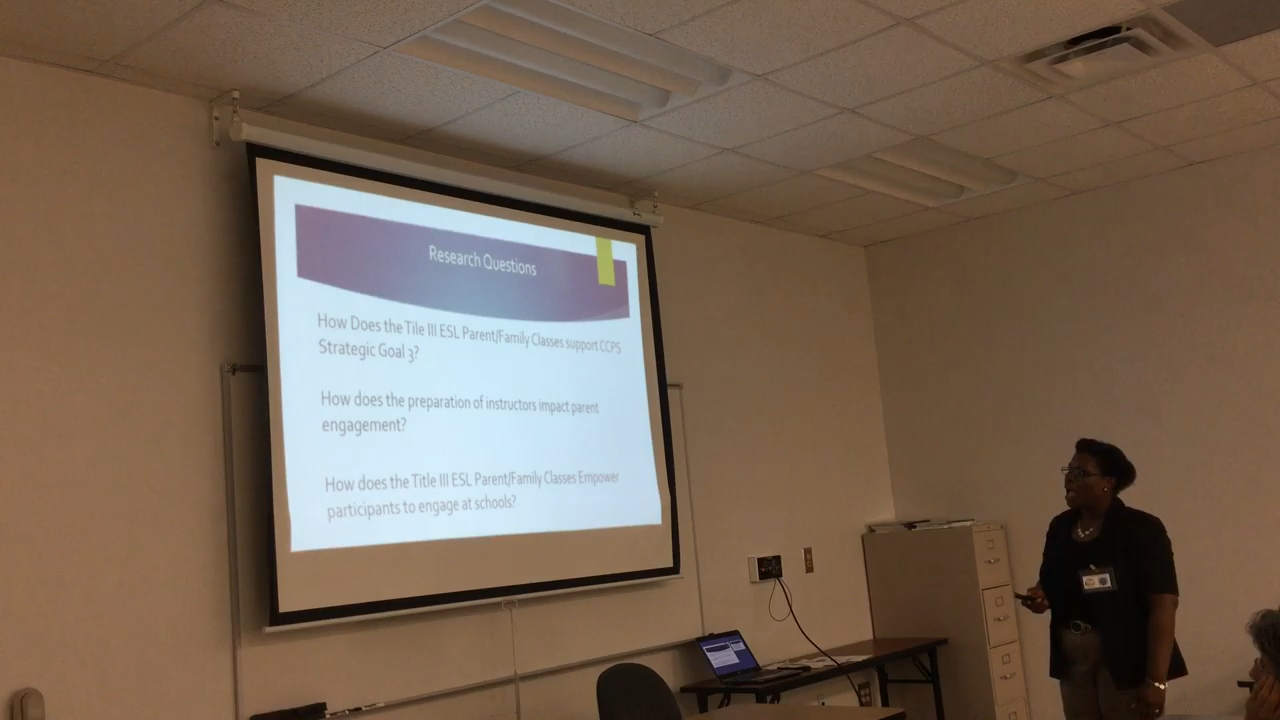 Research Questions
How Does the Tile III ESL Parent/Family Classes support CCPS
Strategic Goal 3?
How does the preparation of instructors impact parent
engagement?
How does the Title III ESL Parent/Family Classes Empower
participants to engage at schools?